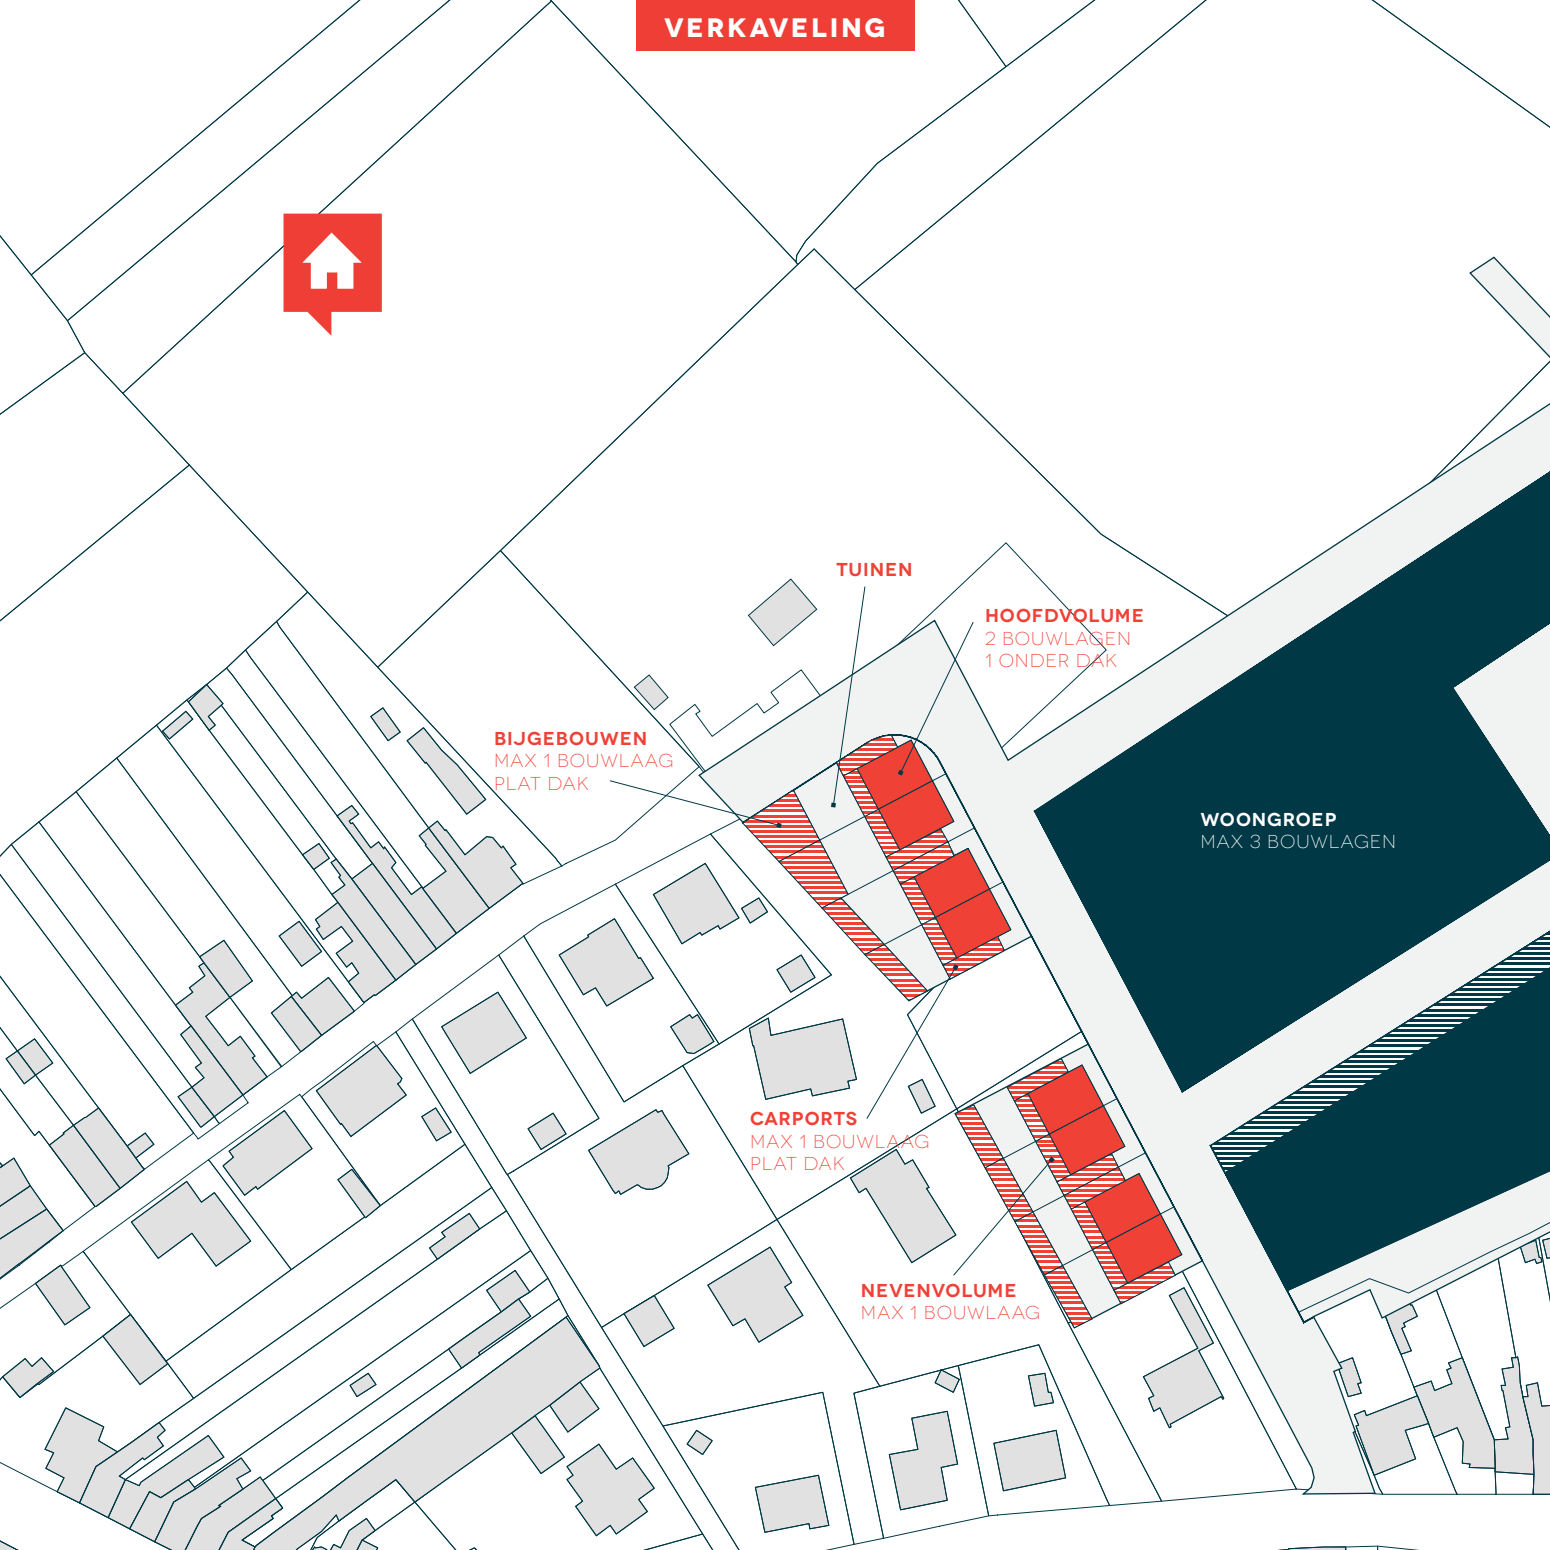 VERKAVELING
TUINEN
HOOFDVOLUME
2 BOUWLAGEN
1 ONDER DAK
BIJGEBOUWEN
MAX 1 BOUWLAAG
PLAT DAK
WOONGROEP
MAX 3 BOUWLAGEN
CARPORTS
MAX 1 BOUWLAAG
PLAT DAK
NEVENVOLUME
MAX 1 BOUWLAAG